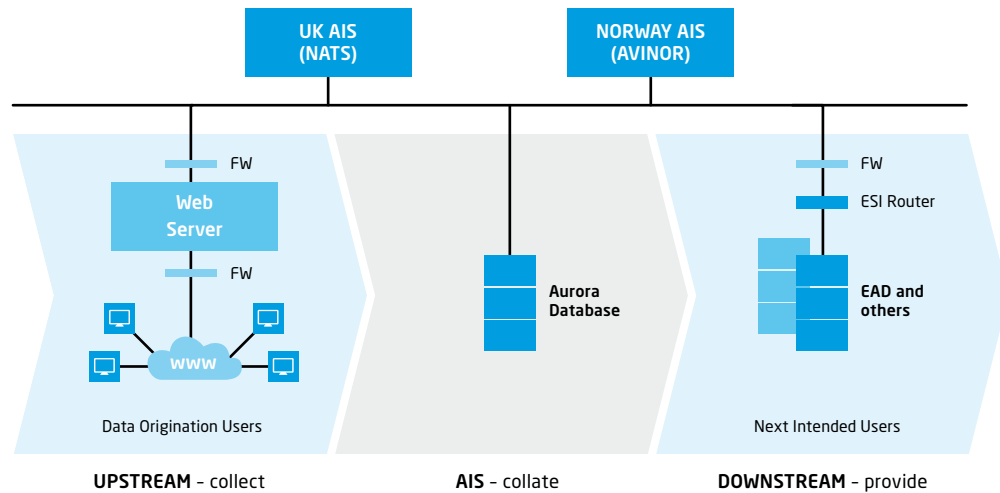 UK AIS
(NATS)
NORWAY AIS
(AVINOR)
FW
Web
Server
FW
www
Data Origination Users
Aurora
Database
FW
ESI Router
EAD and
others
Next Intended Users
UPSTREAM – collect
AIS – collate
DOWNSTREAM – provide